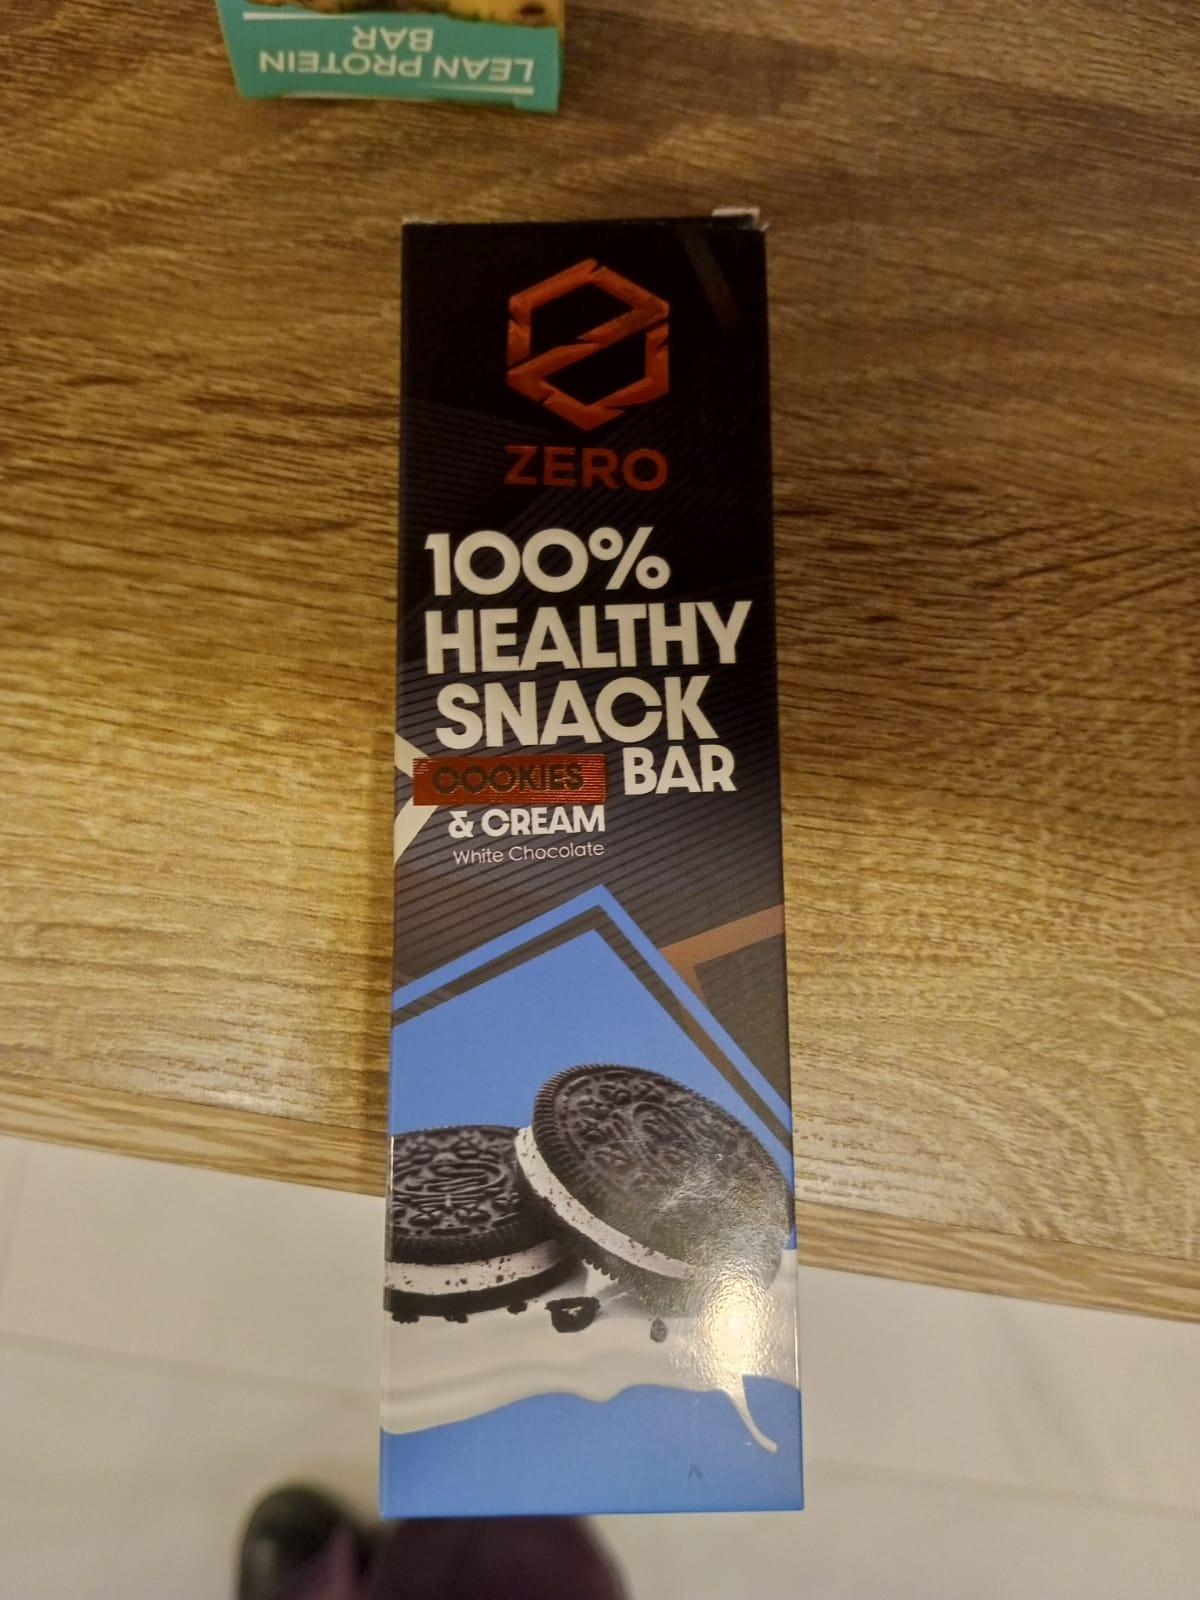 LEAN PROTEIN
BAR
ZERO
100%
HEALTHY
SNACK
COOKIES BAR
& CREAM
White Chocolate